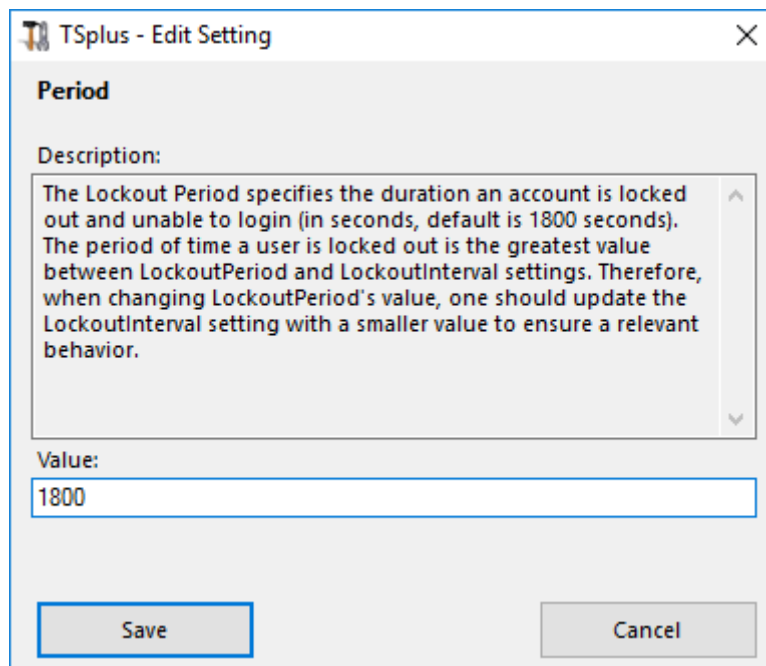 TSplus - Edit Setting
Period
Description:
The Lockout Period specifies the duration an account is locked
out and unable to login (in seconds, default is 1800 seconds).
The period of time a user is locked out is the greatest value
between LockoutPeriod and LockoutInterval settings. Therefore,
when changing LockoutPeriod's value, one should update the
LockoutInterval setting with a smaller value to ensure a relevant
behavior.
Value:
1800
Save
Cancel